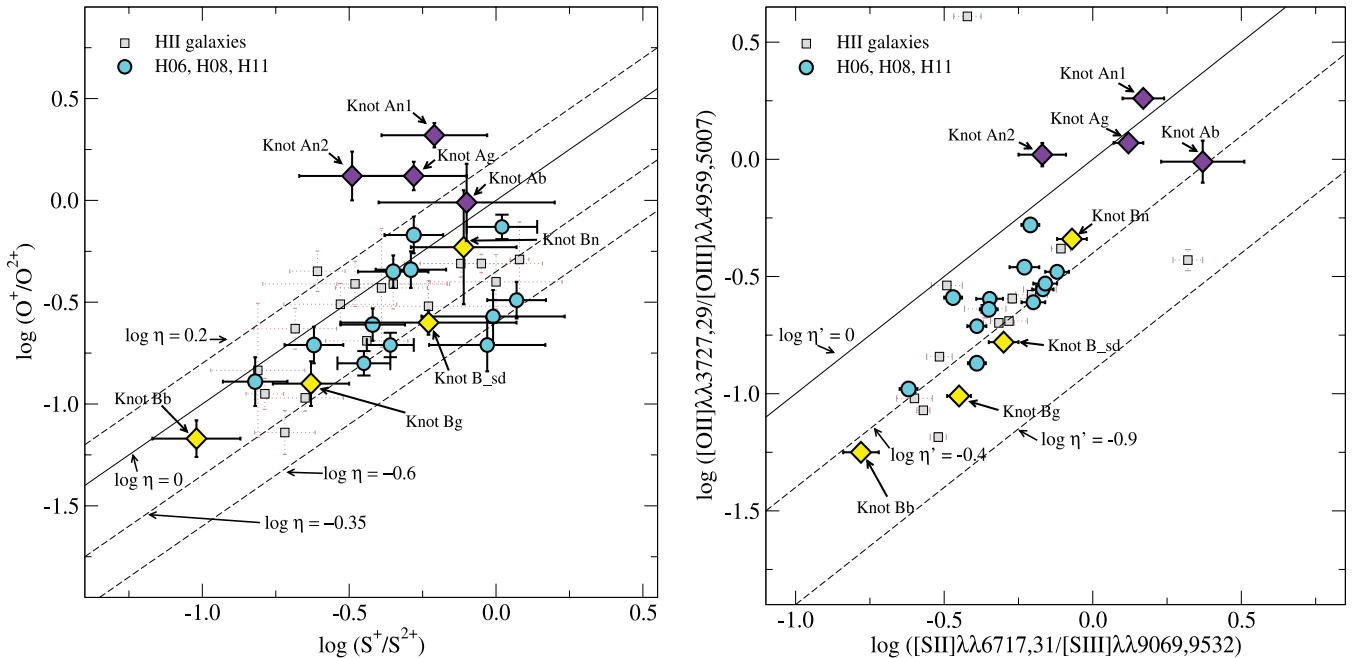 HII galaxies
H06, H08, H11
Knot An1
Knot An2
Knot Ag
Knot Ab
Knot Bn
log η = 0.2
Knot B_sd
Knot Bb
Knot Bg
log η = 0
log η = −0.6
log η = −0.35
0.5
0.0
-0.5
-1.0
-1.5
-1.0
-0.5
0.0
0.5
log (O⁺/O²⁺)
log (S⁺/S²⁺)
HII galaxies
H06, H08, H11
Knot An1
Knot Ag
Knot An2
Knot Ab
Knot Bn
log η' = 0
Knot B_sd
Knot Bg
log η' = -0.9
log η' = -0.4
Knot Bb
0.5
0.0
-0.5
-1.0
-1.5
-1.0
-0.5
0.0
0.5
log ([OII]λλ3727,29/[OIII]λλ4959,5007)
log ([SII]λλ6717,31/[SIII]λλ9069,9532)